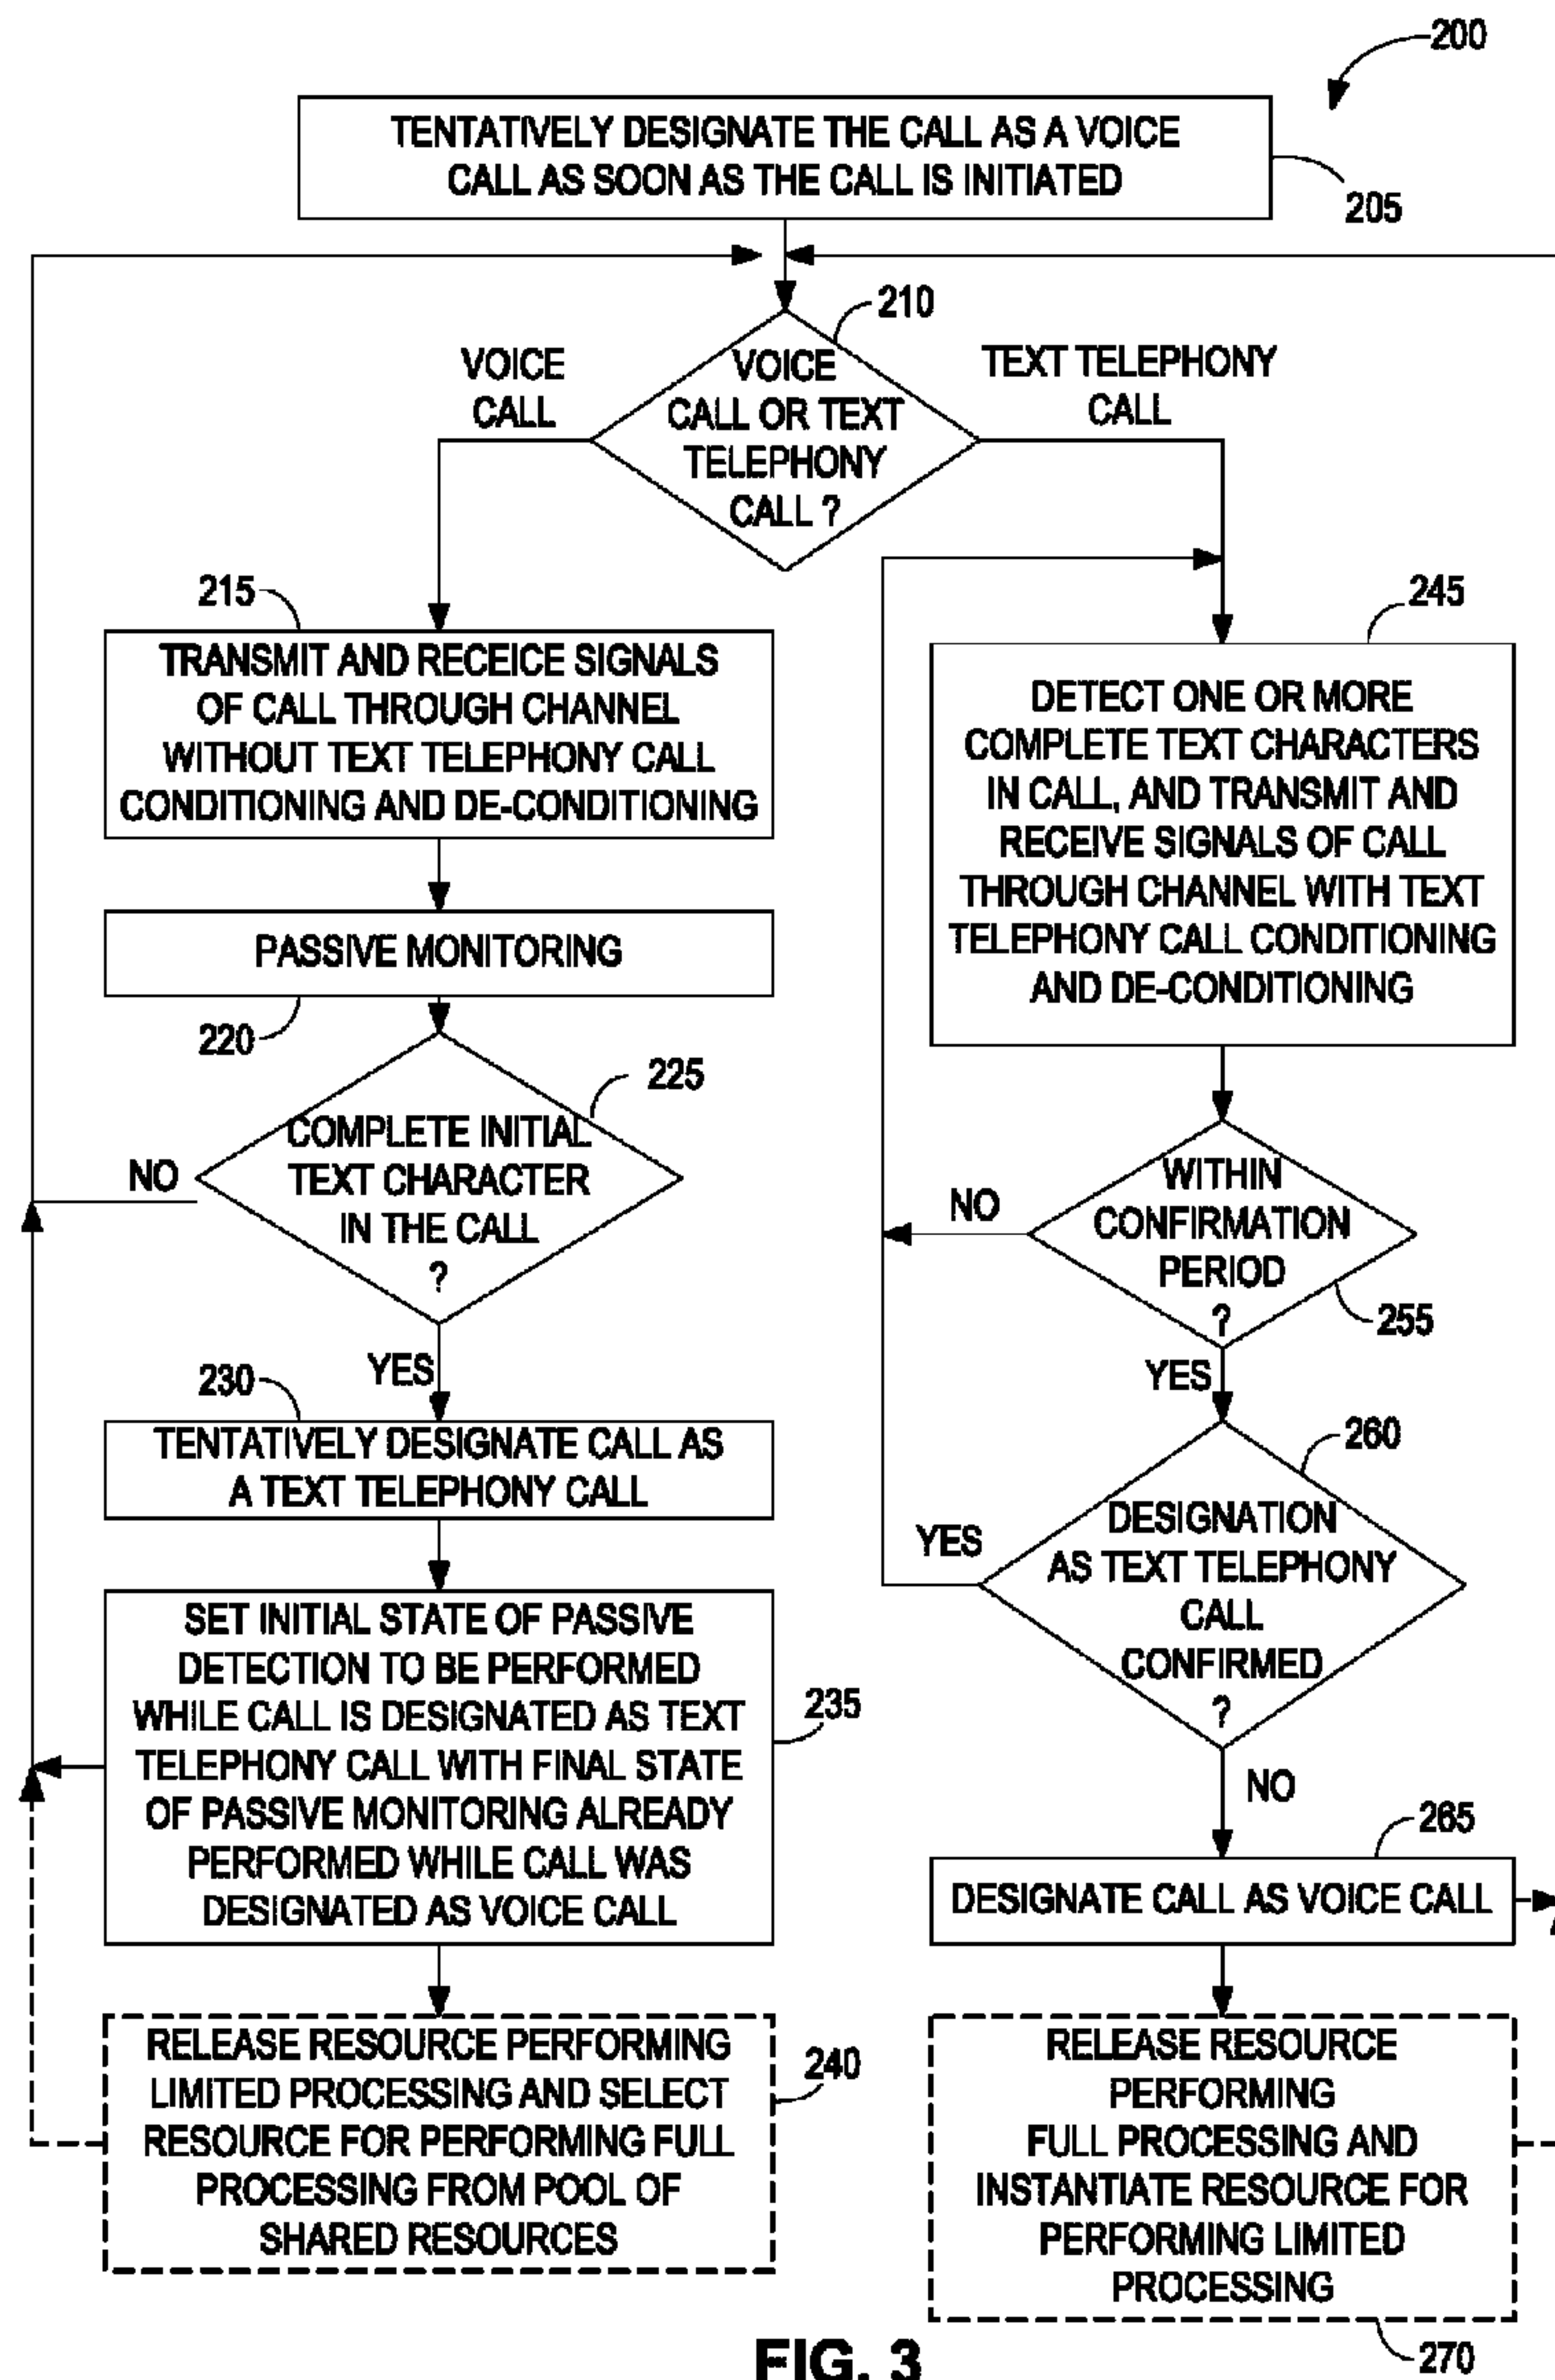 200
TENTATIVELY DESIGNATE THE CALL AS A VOICE
CALL AS SOON AS THE CALL IS INITIATED
205
210
VOICE
CALL OR TEXT
TELEPHONY
CALL ?
VOICE
CALL
TEXT TELEPHONY
CALL
215
TRANSMIT AND RECEICE SIGNALS
OF CALL THROUGH CHANNEL
WITHOUT TEXT TELEPHONY CALL
CONDITIONING AND DE-CONDITIONING
PASSIVE MONITORING
220
225
COMPLETE INITIAL
TEXT CHARACTER
IN THE CALL
?
NO
YES
230
TENTATIVELY DESIGNATE CALL AS
A TEXT TELEPHONY CALL
SET INITIAL STATE OF PASSIVE
DETECTION TO BE PERFORMED
WHILE CALL IS DESIGNATED AS TEXT
TELEPHONY CALL WITH FINAL STATE
OF PASSIVE MONITORING ALREADY
PERFORMED WHILE CALL WAS
DESIGNATED AS VOICE CALL
235
RELEASE RESOURCE PERFORMING
LIMITED PROCESSING AND SELECT
RESOURCE FOR PERFORMING FULL
PROCESSING FROM POOL OF
SHARED RESOURCES
240
245
DETECT ONE OR MORE
COMPLETE TEXT CHARACTERS
IN CALL, AND TRANSMIT AND
RECEIVE SIGNALS OF CALL
THROUGH CHANNEL WITH TEXT
TELEPHONY CALL CONDITIONING
AND DE-CONDITIONING
WITHIN
CONFIRMATION
PERIOD
?
NO
255
YES
260
DESIGNATION
AS TEXT TELEPHONY
CALL
CONFIRMED
?
YES
NO
265
DESIGNATE CALL AS VOICE CALL
RELEASE RESOURCE
PERFORMING
FULL PROCESSING AND
INSTANTIATE RESOURCE FOR
PERFORMING LIMITED
PROCESSING
270
FIG. 3